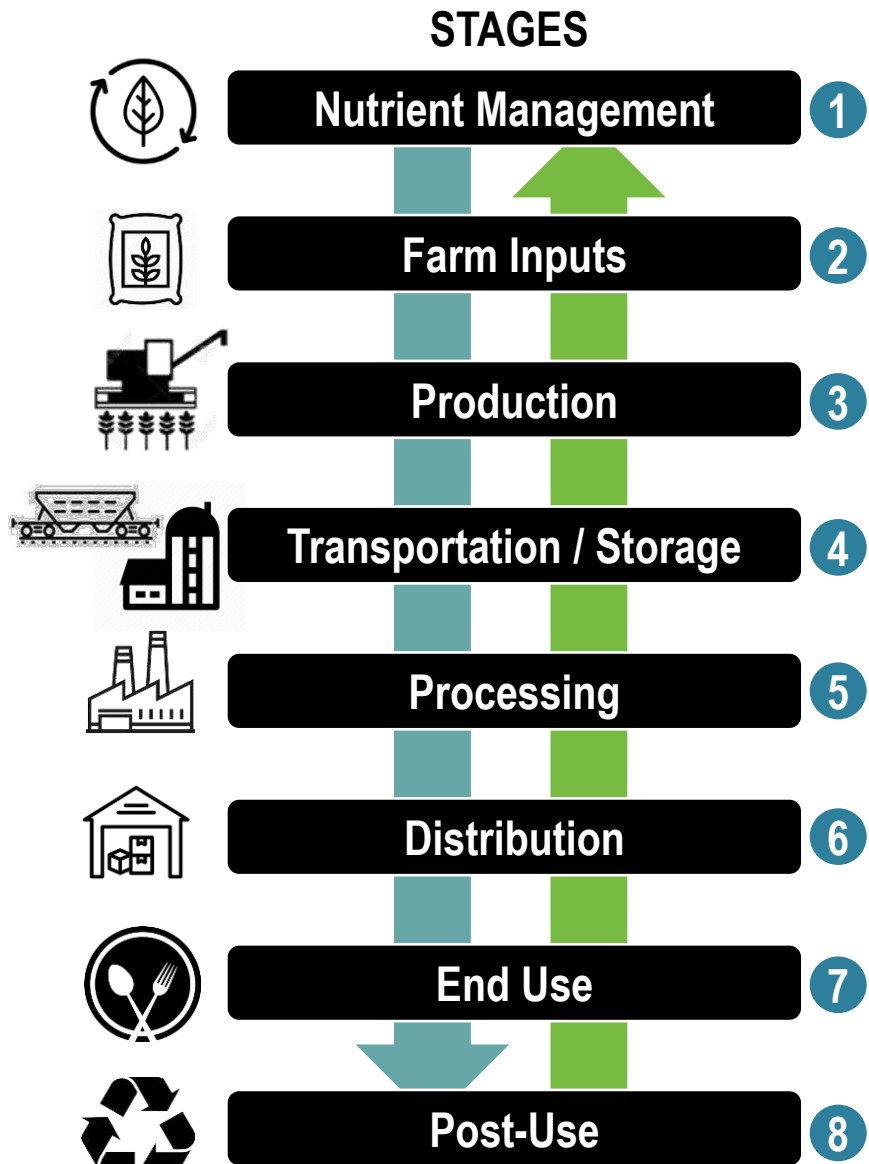 STAGES
Nutrient Management 1
Farm Inputs 2
Production 3
Transportation / Storage 4
Processing 5
Distribution 6
End Use 7
Post-Use 8